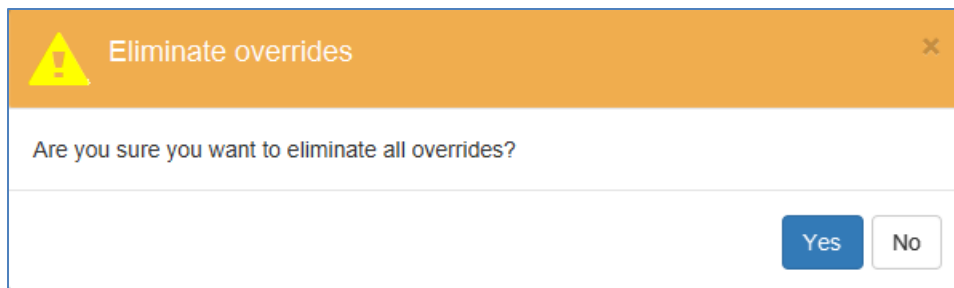 Eliminate overrides
Are you sure you want to eliminate all overrides?
Yes No